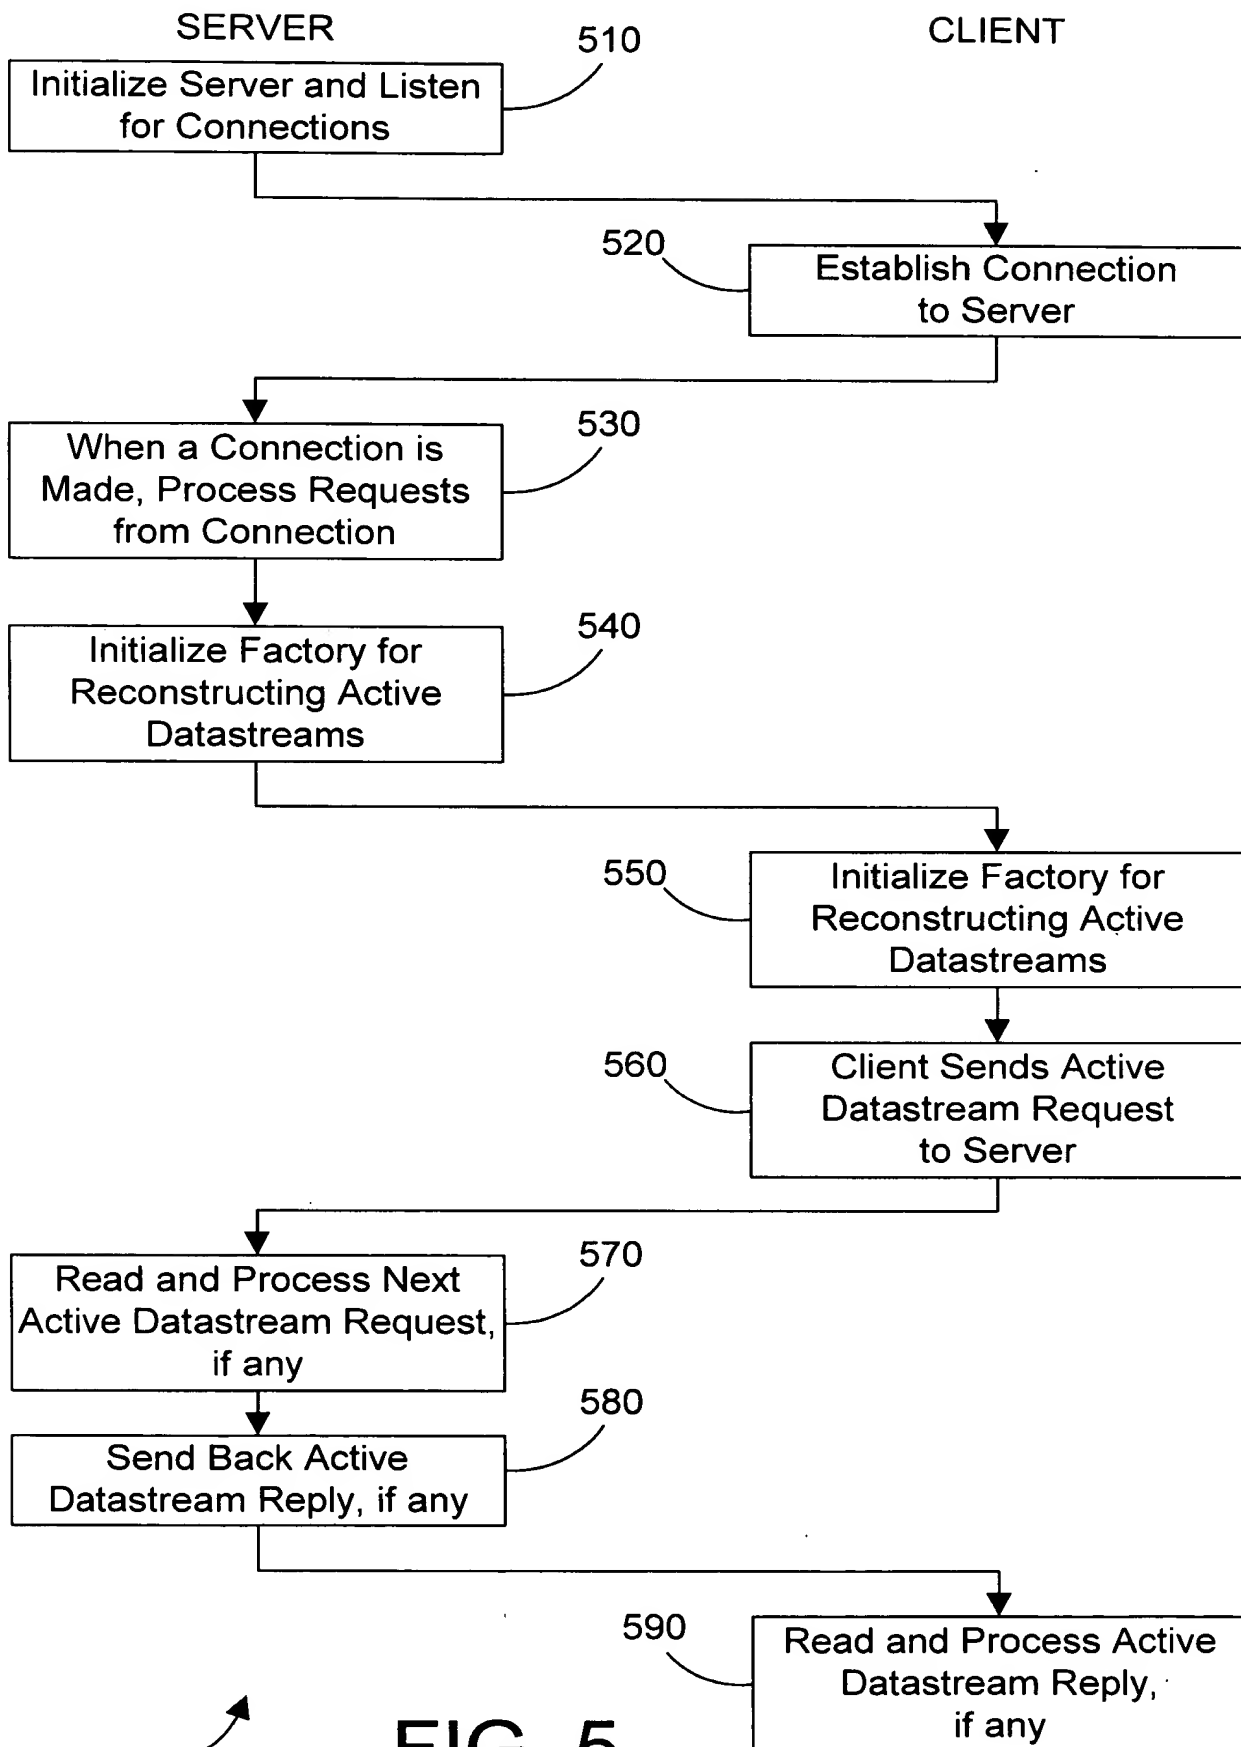 SERVER
CLIENT
510
Initialize Server and Listen
for Connections
520
Establish Connection
to Server
530
When a Connection is
Made, Process Requests
from Connection
540
Initialize Factory for
Reconstructing Active
Datastreams
550
Initialize Factory for
Reconstructing Active
Datastreams
560
Client Sends Active
Datastream Request
to Server
570
Read and Process Next
Active Datastream Request,
if any
580
Send Back Active
Datastream Reply, if any
590
Read and Process Active
Datastream Reply,
if any
FIG. 5